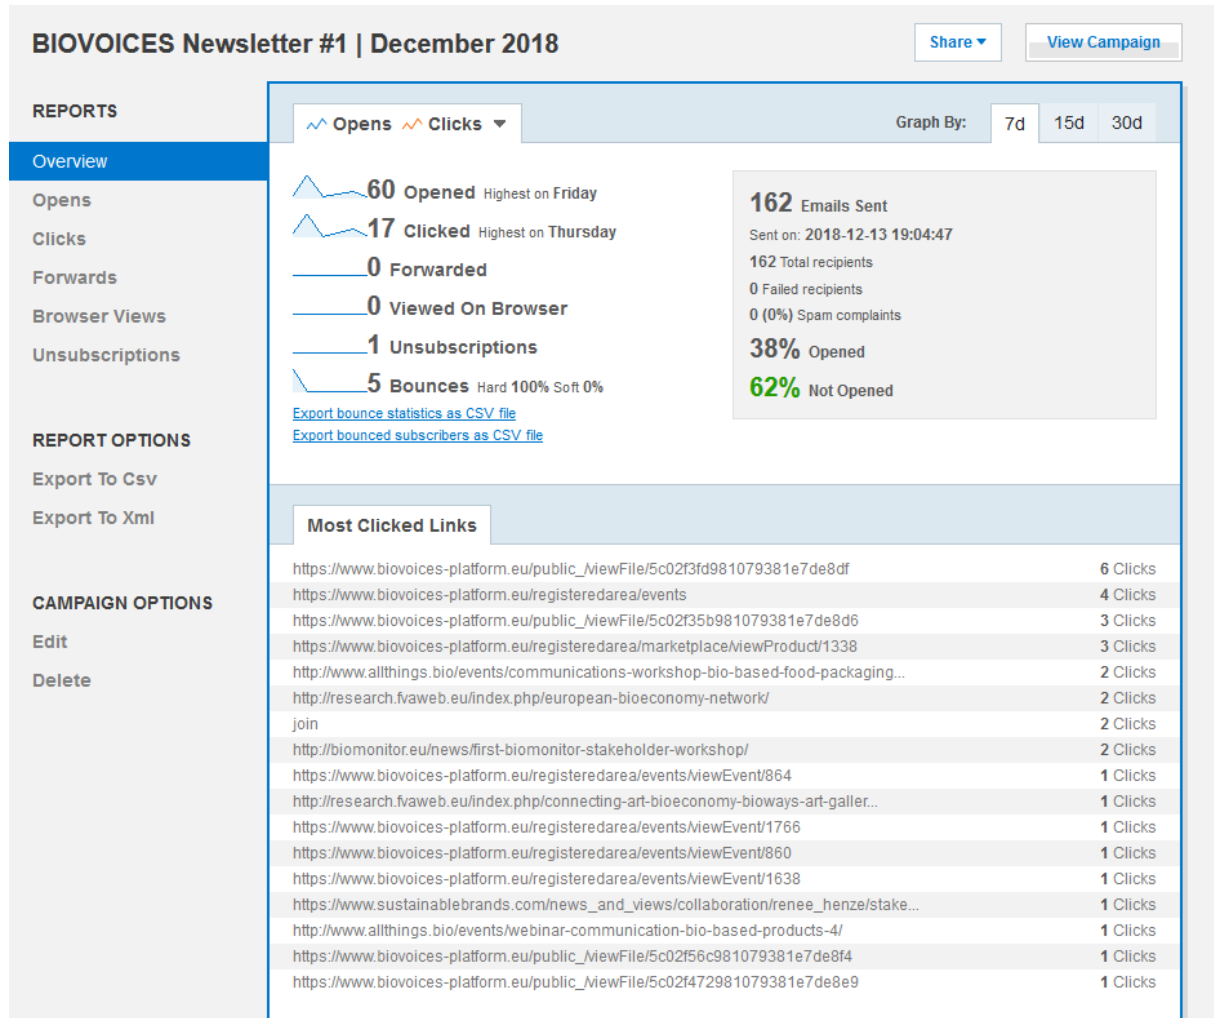 BIOVOICES Newsletter #1 | December 2018
Share
View Campaign
REPORTS
Overview
Opens
Clicks
Forwards
Browser Views
Unsubscriptions
REPORT OPTIONS
Export To Csv
Export To Xml
CAMPAIGN OPTIONS
Edit
Delete
Opens Clicks
Graph By: 7d 15d 30d
60 Opened Highest on Friday
17 Clicked Highest on Thursday
0 Forwarded
0 Viewed On Browser
1 Unsubscriptions
5 Bounces Hard 100% Soft 0%
Export bounce statistics as CSV file
Export bounced subscribers as CSV file
162 Emails Sent
Sent on: 2018-12-13 19:04:47
162 Total recipients
0 Failed recipients
0 (0%) Spam complaints
38% Opened
62% Not Opened
Most Clicked Links
https://www.biovoices-platform.eu/public_/viewFile/5c02f3fd981079381e7de8df 6 Clicks
https://www.biovoices-platform.eu/registeredarea/events 4 Clicks
https://www.biovoices-platform.eu/public_/viewFile/5c02f35b981079381e7de8d6 3 Clicks
https://www.biovoices-platform.eu/registeredarea/marketplace/viewProduct/1338 3 Clicks
http://www.allthings.bio/events/communications-workshop-bio-based-food-packaging... 2 Clicks
http://research.fvaweb.eu/index.php/european-bioeconomy-network/ 2 Clicks
join 2 Clicks
http://biomonitor.eu/news/first-biomonitor-stakeholder-workshop/ 2 Clicks
https://www.biovoices-platform.eu/registeredarea/events/viewEvent/864 1 Clicks
http://research.fvaweb.eu/index.php/connecting-art-bioeconomy-bioways-art-galler... 1 Clicks
https://www.biovoices-platform.eu/registeredarea/events/viewEvent/1766 1 Clicks
https://www.biovoices-platform.eu/registeredarea/events/viewEvent/860 1 Clicks
https://www.biovoices-platform.eu/registeredarea/events/viewEvent/1638 1 Clicks
https://www.sustainablebrands.com/news_and_views/collaboration/renee_henze/stake... 1 Clicks
http://www.allthings.bio/events/webinar-communication-bio-based-products-4/ 1 Clicks
https://www.biovoices-platform.eu/public_/viewFile/5c02f56c981079381e7de8f4 1 Clicks
https://www.biovoices-platform.eu/public_/viewFile/5c02f472981079381e7de8e9 1 Clicks